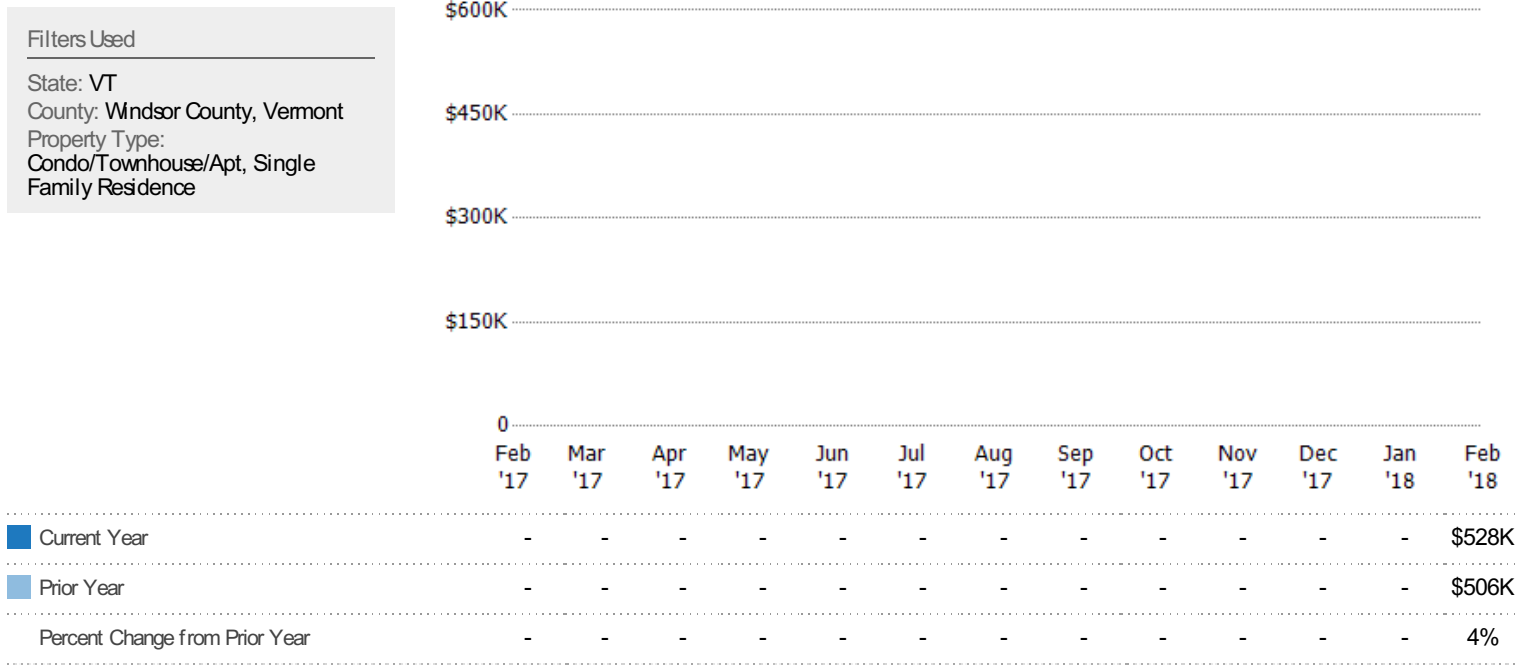 Filters Used
State: VT
County: Windsor County, Vermont
Property Type:
Condo/Townhouse/Apt, Single
Family Residence
$600K
$450K
$300K
$150K
0
Feb Mar Apr May Jun Jul Aug Sep Oct Nov Dec Jan Feb
'17 '17 '17 '17 '17 '17 '17 '17 '17 '17 '17 '18 '18
Current Year - - - - - - - - - - - - $528K
Prior Year - - - - - - - - - - - - $506K
Percent Change from Prior Year - - - - - - - - - - - - 4%